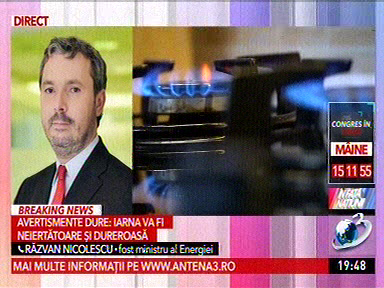 DIRECT
CONGRES ÎN
MÂINE
15 11 55
BREAKING NEWS
AVERTISMENTE DURE: IARNA VA FI
NEIERTĂTOARE ȘI DUREROASĂ
RĂZVAN NICOLESCU - fost ministru al Energiei
MAI MULTE INFORMAȚII PE WWW.ANTENA3.RO
19:48